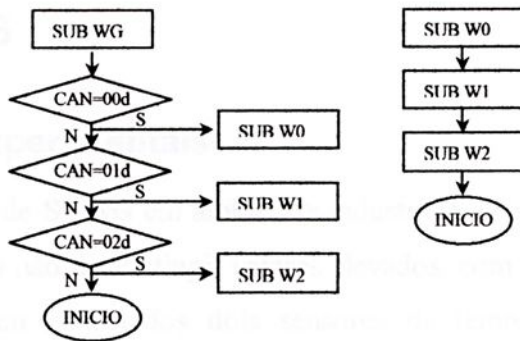 SUB WG
CAN=00d
S
N
SUB W0
CAN=01d
S
N
SUB W1
CAN=02d
S
N
SUB W2
INICIO
SUB W0
SUB W1
SUB W2
INICIO